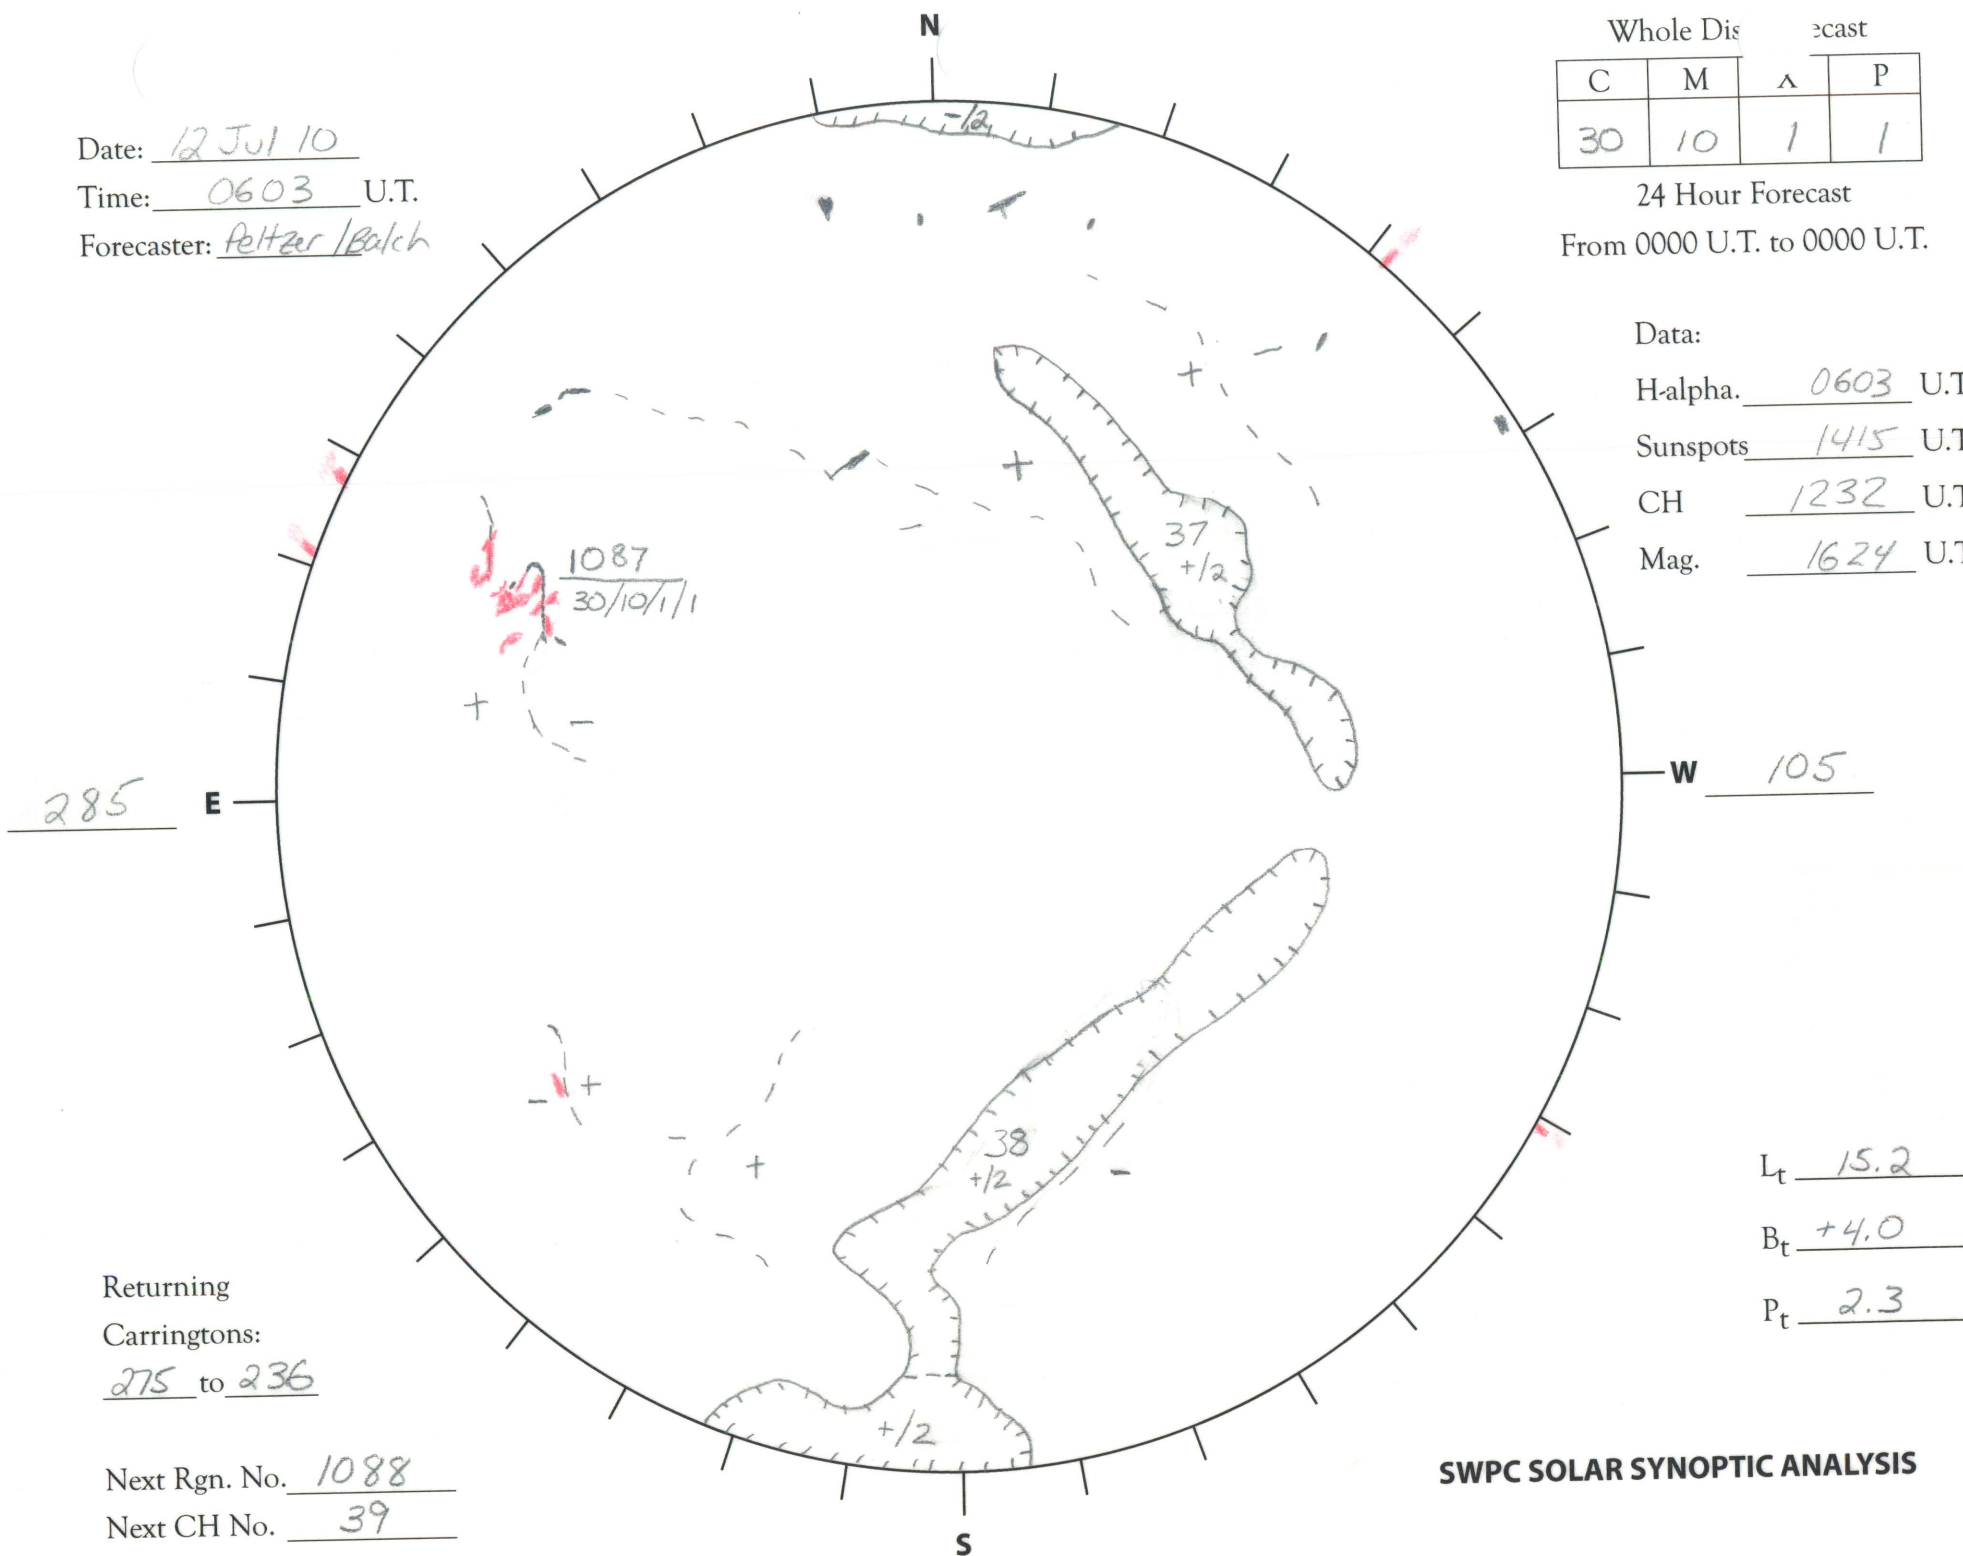 N
Whole Dis ecast
C M Λ P
30 10 1 1
24 Hour Forecast
From 0000 U.T. to 0000 U.T.
Date: 12 Jul 10
Time: 0603 U.T.
Forecaster: Peltzer/Balch
Data:
H-alpha. 0603 U.T
Sunspots 1415 U.T
CH 1232 U.T
Mag. 1624 U.T
-/2
+
+
37
+/2
1087
30/10/1/1
+ -
285 E
W 105
- +
-
+
38
+/2
-
+/2
Lt 15.2
Bt +4.0
Pt 2.3
Returning
Carringtons:
275 to 236
Next Rgn. No. 1088
Next CH No. 39
SWPC SOLAR SYNOPTIC ANALYSIS
S